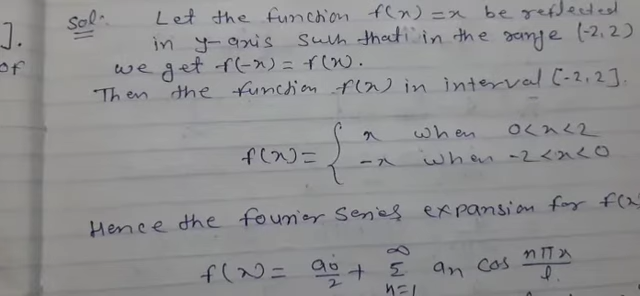 ].
of
Sol:- Let the function f(x) = x be reflected
in y-axis such that in the range (-2, 2)
we get f(-x) = f(x).
Then the function f(x) in interval [-2, 2].
f(x) = { x when 0<x<2
-x when -2<x<0
Hence the fourier series expansion for f(x)
f(x) = a0/2 + ∞ Σ n=1 an cos nπx/l.